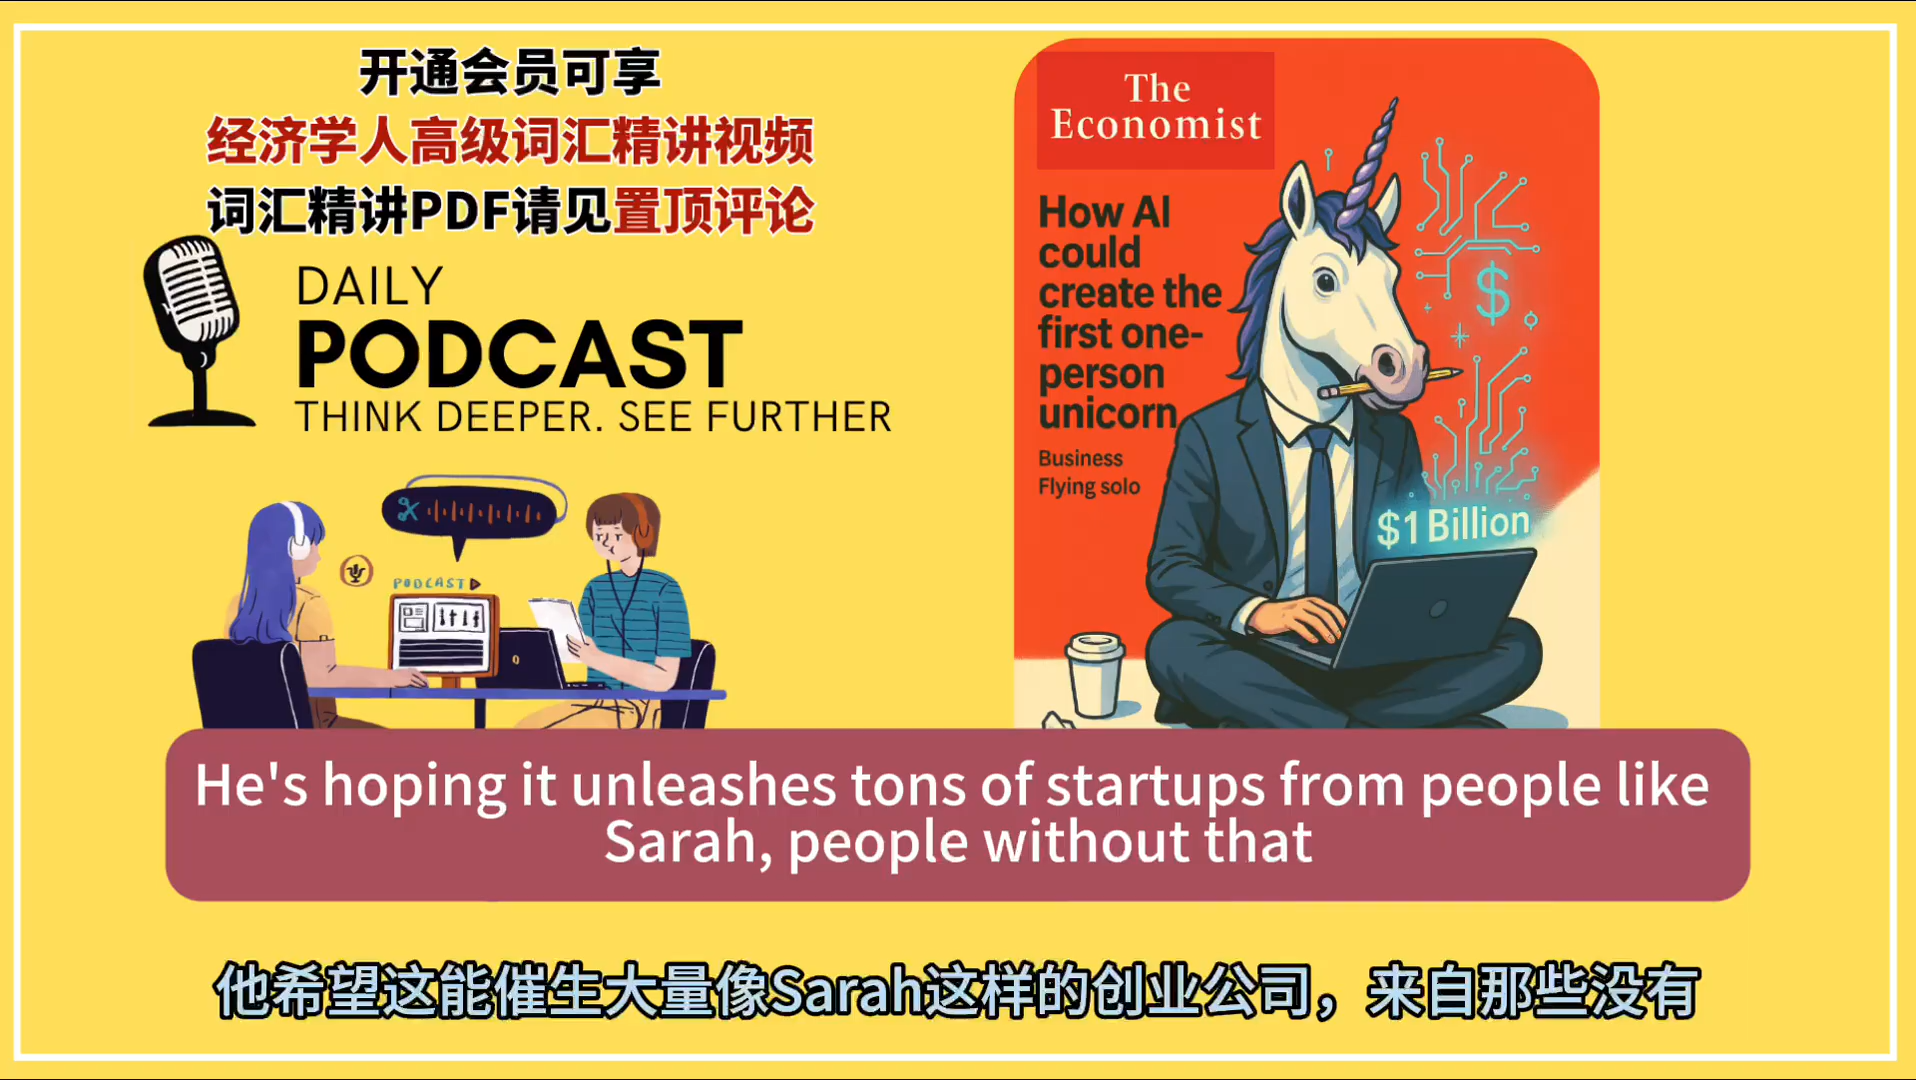 开通会员可享
经济学人高级词汇精讲视频
词汇精讲PDF请见置顶评论
DAILY
PODCAST
THINK DEEPER. SEE FURTHER
PODCAST
The
Economist
How AI
could
create the
first one-
person
unicorn
Business
Flying solo
$
$1 Billion
He's hoping it unleashes tons of startups from people like
Sarah, people without that
他希望这能催生大量像Sarah这样的创业公司，来自那些没有